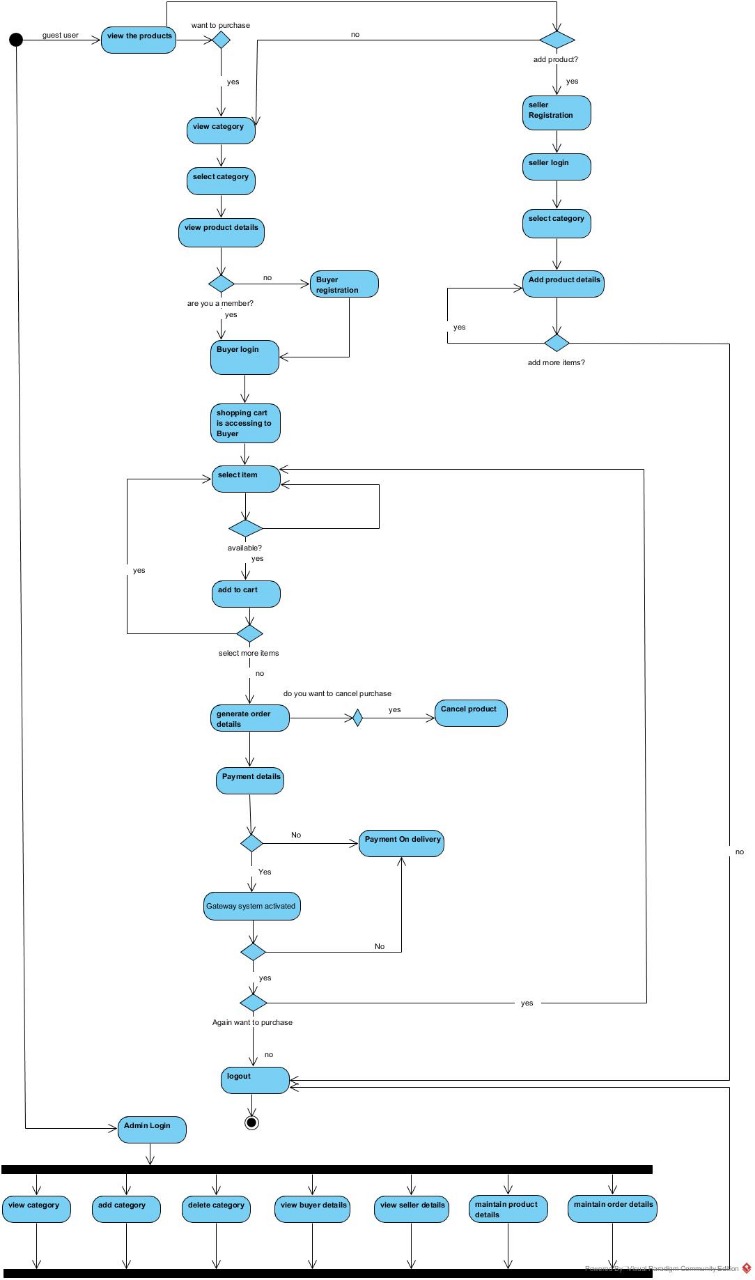 want to purchase
guest user
view the products
no
add product?
yes
yes
seller
Registration
view category
seller login
select category
select category
view product details
no
Buyer
registration
Add product details
are you a member?
yes
yes
Buyer login
add more items?
shopping cart
is accessing to
Buyer
select item
available?
yes
yes
add to cart
select more items
no
do you want to cancel purchase
generate order
details
yes
Cancel product
Payment details
No
Payment On delivery
no
Yes
Gateway system activated
No
yes
yes
Again want to purchase
no
logout
Admin Login
view category
add category
delete category
view buyer details
view seller details
maintain product
details
maintain order details
Powered By Visual Paradigm Community Edition